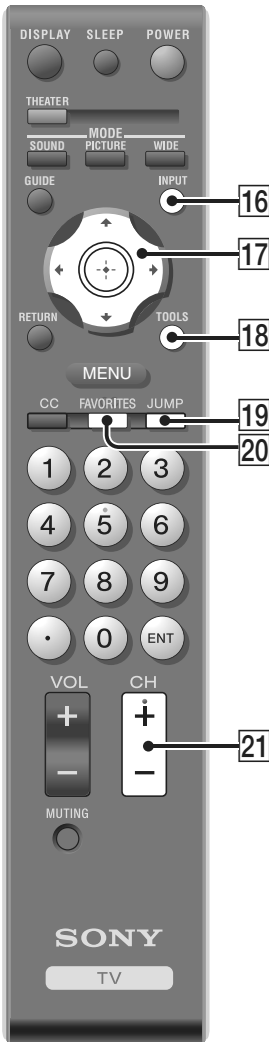 DISPLAY SLEEP POWER
THEATER
MODE
SOUND PICTURE WIDE
GUIDE INPUT
16
17
RETURN TOOLS
18
MENU
CC FAVORITES JUMP
19
20
1 2 3
4 5 6
7 8 9
· 0 ENT
VOL CH
+ +
21
− −
MUTING
SONY
TV